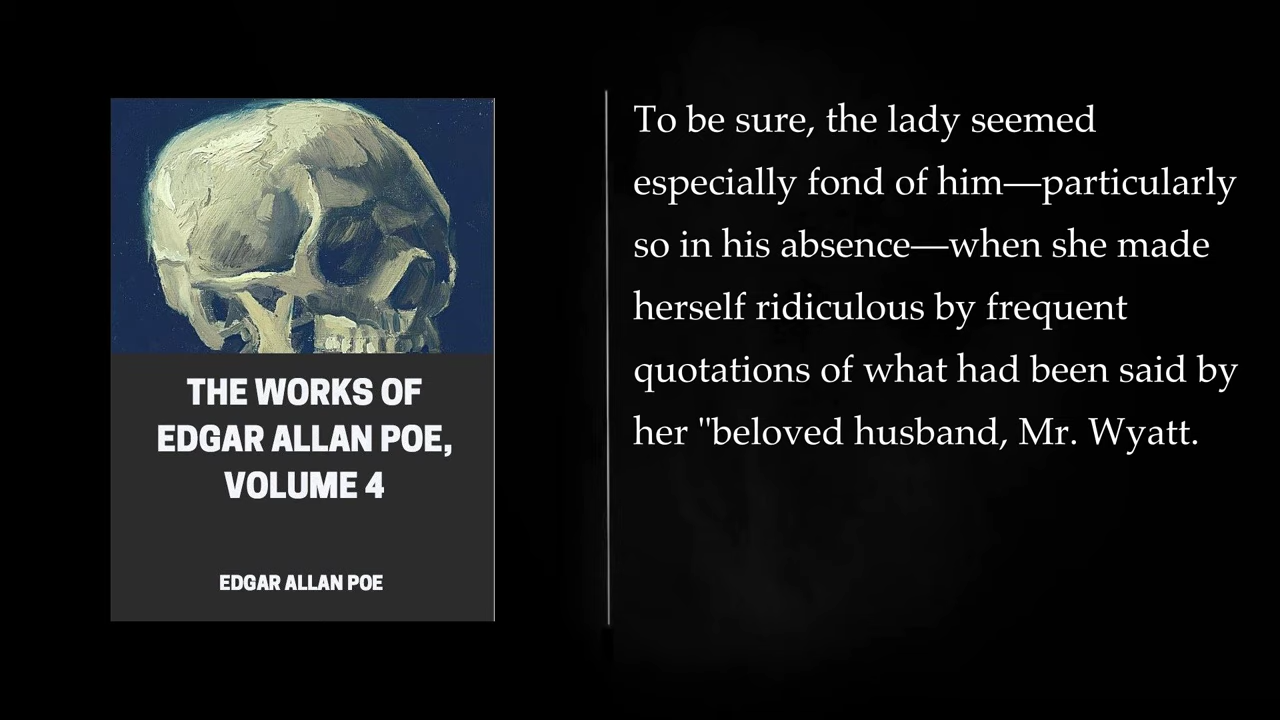 THE WORKS OF
EDGAR ALLAN POE,
VOLUME 4
EDGAR ALLAN POE
To be sure, the lady seemed
especially fond of him—particularly
so in his absence—when she made
herself ridiculous by frequent
quotations of what had been said by
her "beloved husband, Mr. Wyatt.